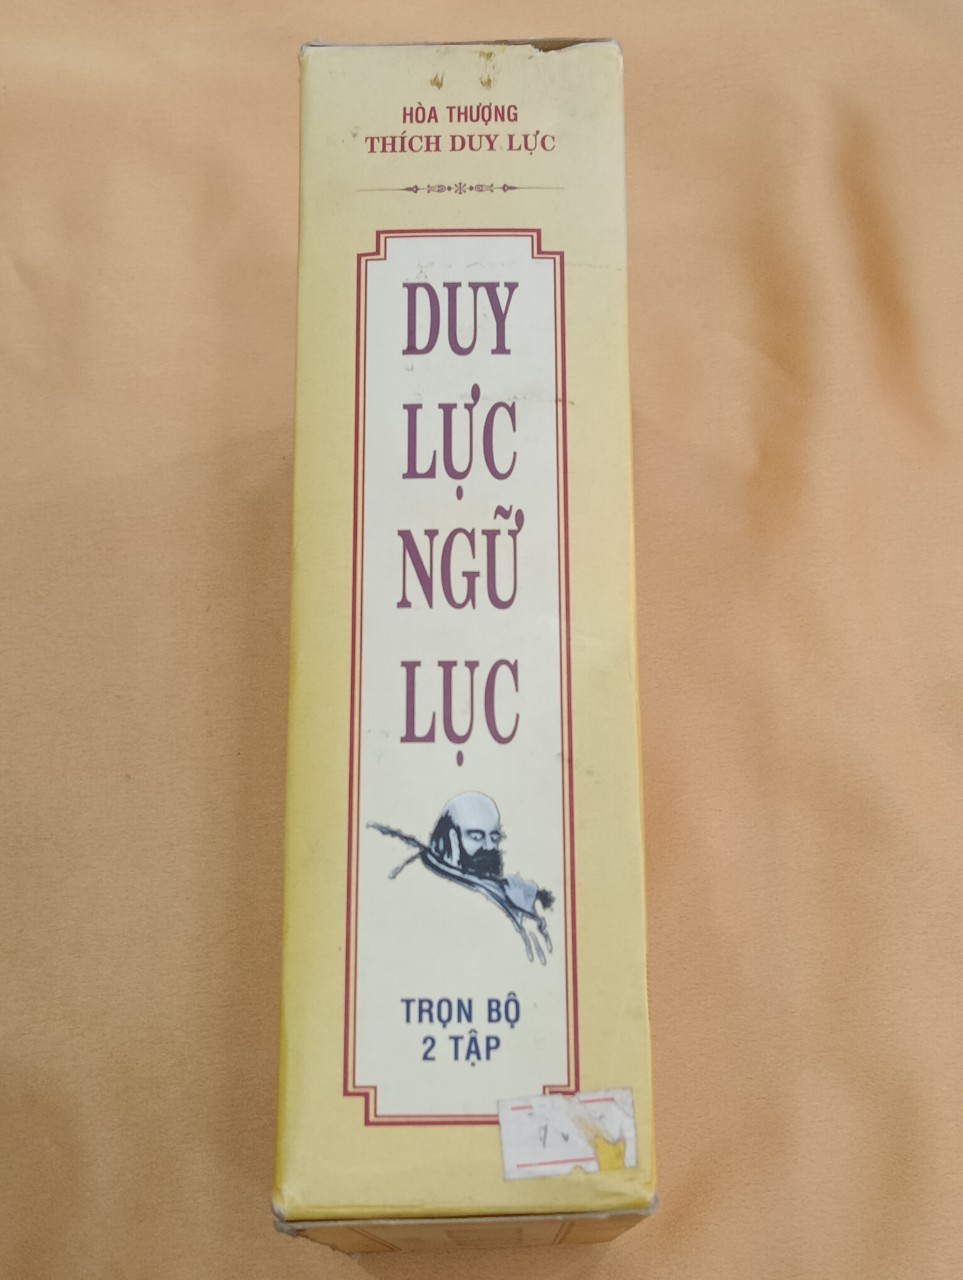 HÒA THƯỢNG
THÍCH DUY LỰC
DUY
LỰC
NGỮ
LỤC
TRỌN BỘ
2 TẬP